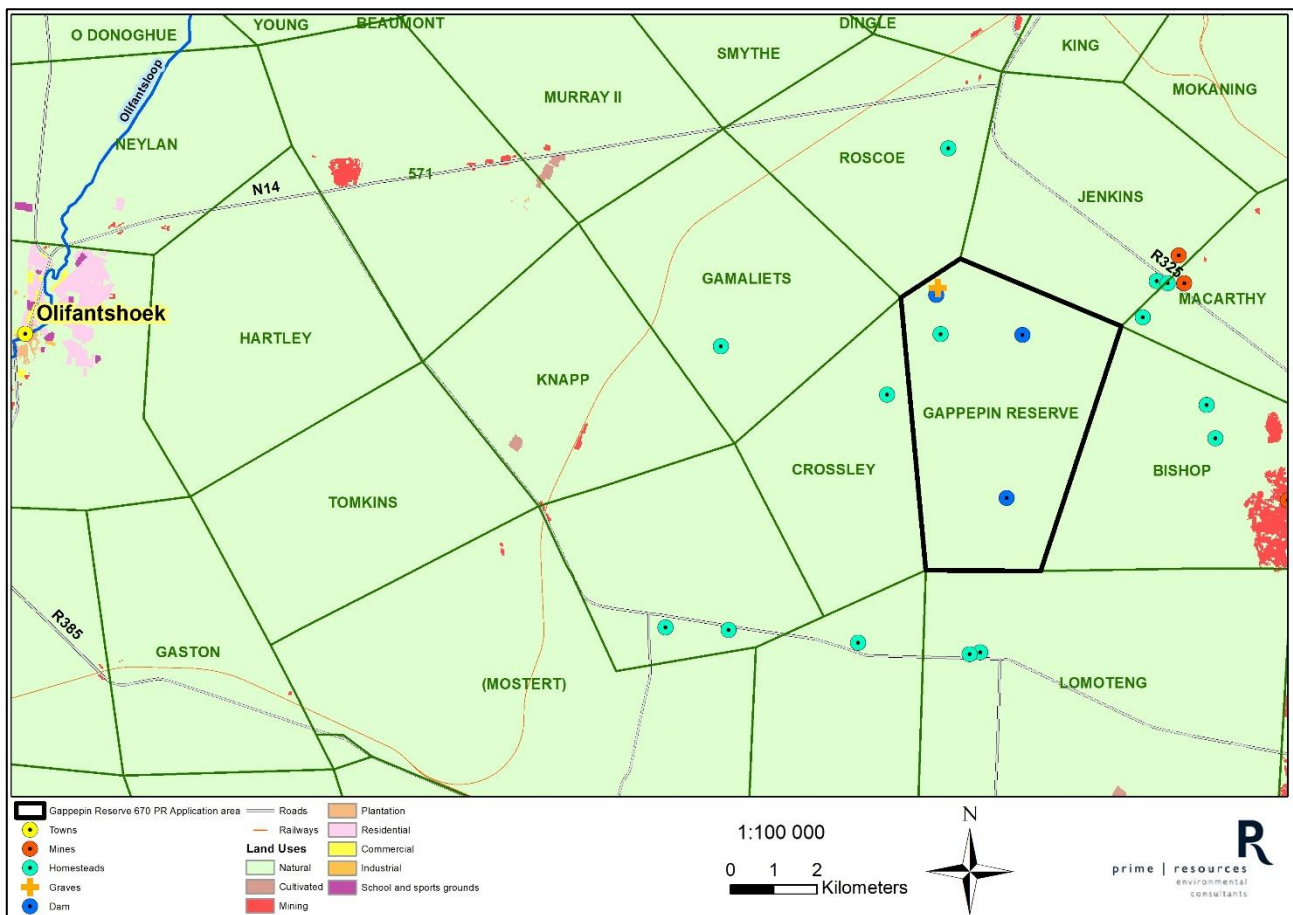 O DONOGHUE
YOUNG
BEAUMONT
SMYTHE
DINGLE
KING
MOKANING
Olifantsloop
NEYLAN
MURRAY II
ROSCOE
JENKINS
N14
571
R325
MACARTHY
GAMALIETS
Olifantshoek
HARTLEY
KNAPP
GAPPEPIN RESERVE
CROSSLEY
BISHOP
TOMKINS
R385
GASTON
(MOSTERT)
LOMOTENG
Gappepin Reserve 670 PR Application area
Towns
Mines
Homesteads
Graves
Dam
Roads
Railways
Land Uses
Natural
Cultivated
Mining
Plantation
Residential
Commercial
Industrial
School and sports grounds
1:100 000
0 1 2
Kilometers
N
R
prime | resources
environmental
consultants